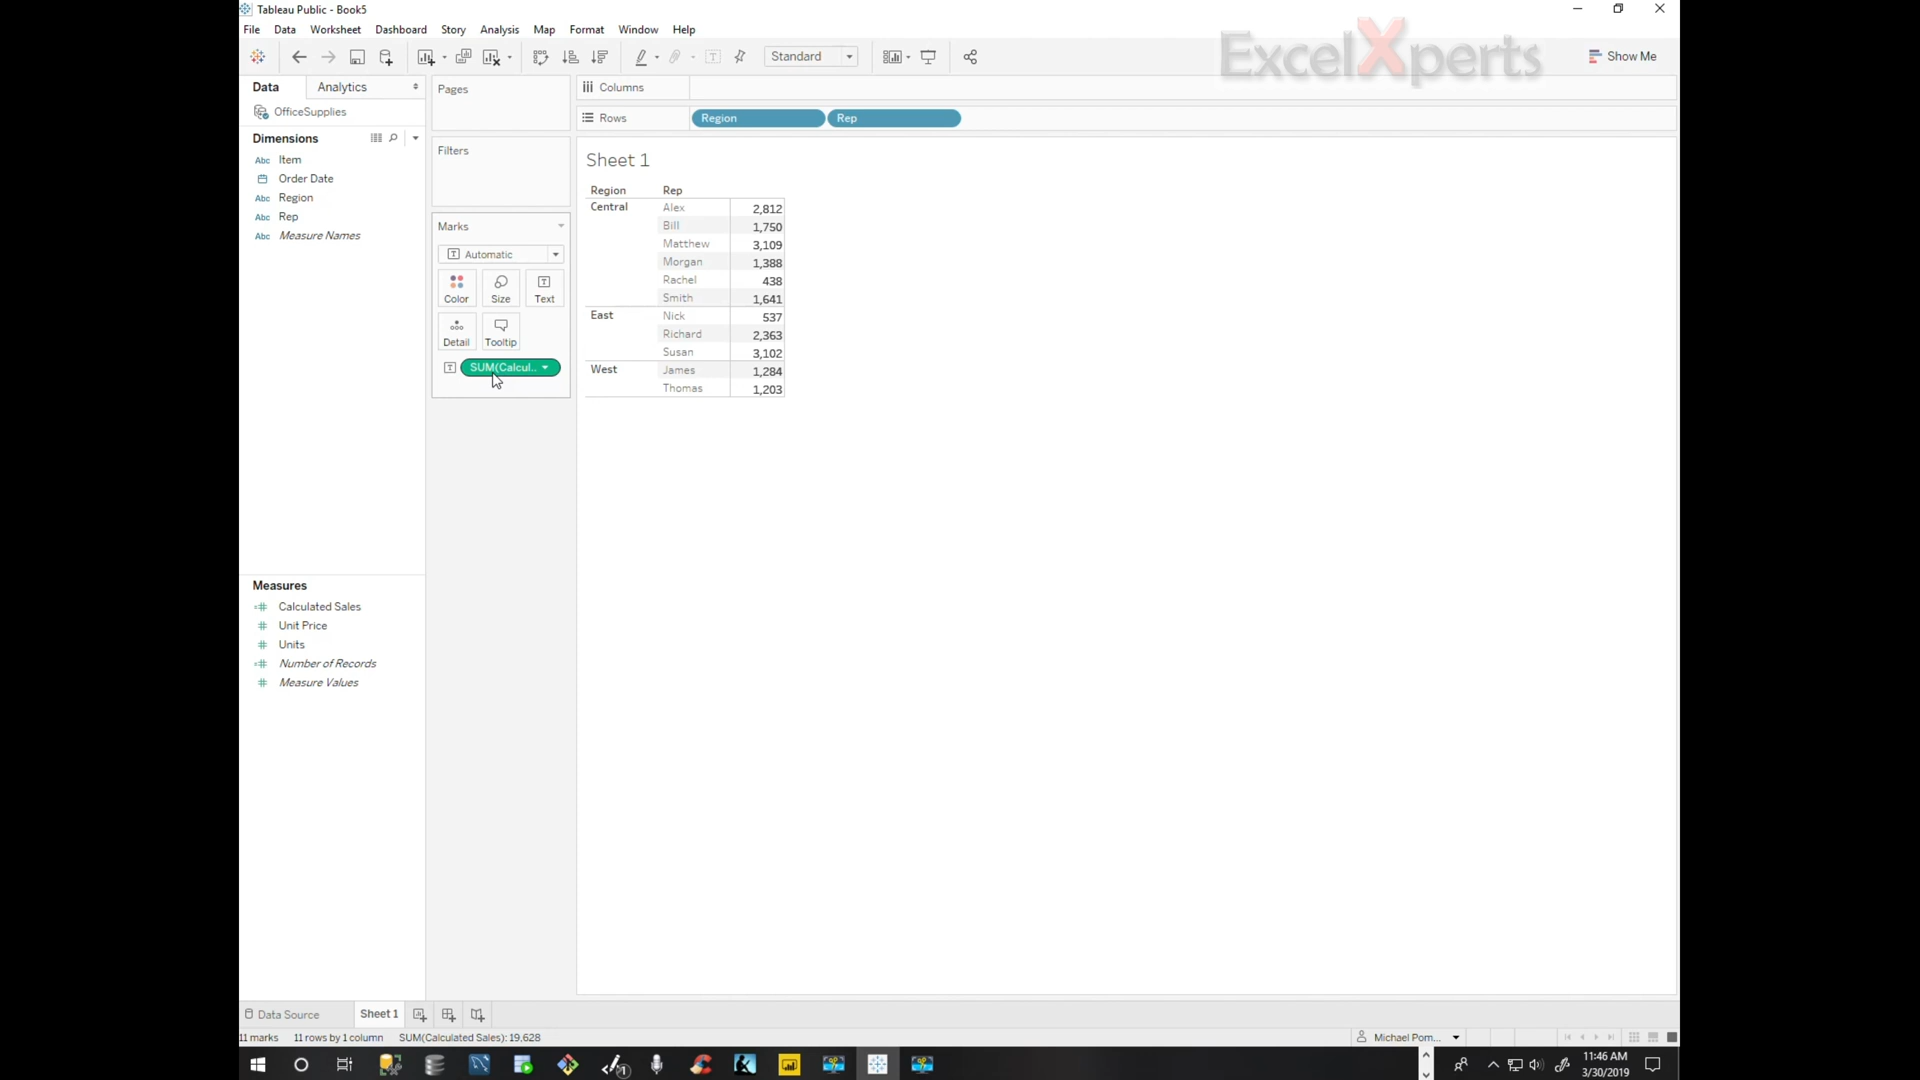 Tableau Public - Book5
File Data Worksheet Dashboard Story Analysis Map Format Window Help
Standard
Show Me
ExcelXperts
Data Analytics
OfficeSupplies
Dimensions
Abc Item
Order Date
Abc Region
Abc Rep
Abc Measure Names
Measures
Calculated Sales
Unit Price
Units
Number of Records
Measure Values
Pages
Filters
Marks
Automatic
Color Size Text
Detail Tooltip
SUM(Calcul..
Columns
Rows Region Rep
Sheet 1
Region Rep
Central Alex 2,812
Bill 1,750
Matthew 3,109
Morgan 1,388
Rachel 438
Smith 1,641
East Nick 537
Richard 2,363
Susan 3,102
West James 1,284
Thomas 1,203
Data Source Sheet 1
11 marks 11 rows by 1 column SUM(Calculated Sales): 19,628
Michael Pom...
11:46 AM
3/30/2019